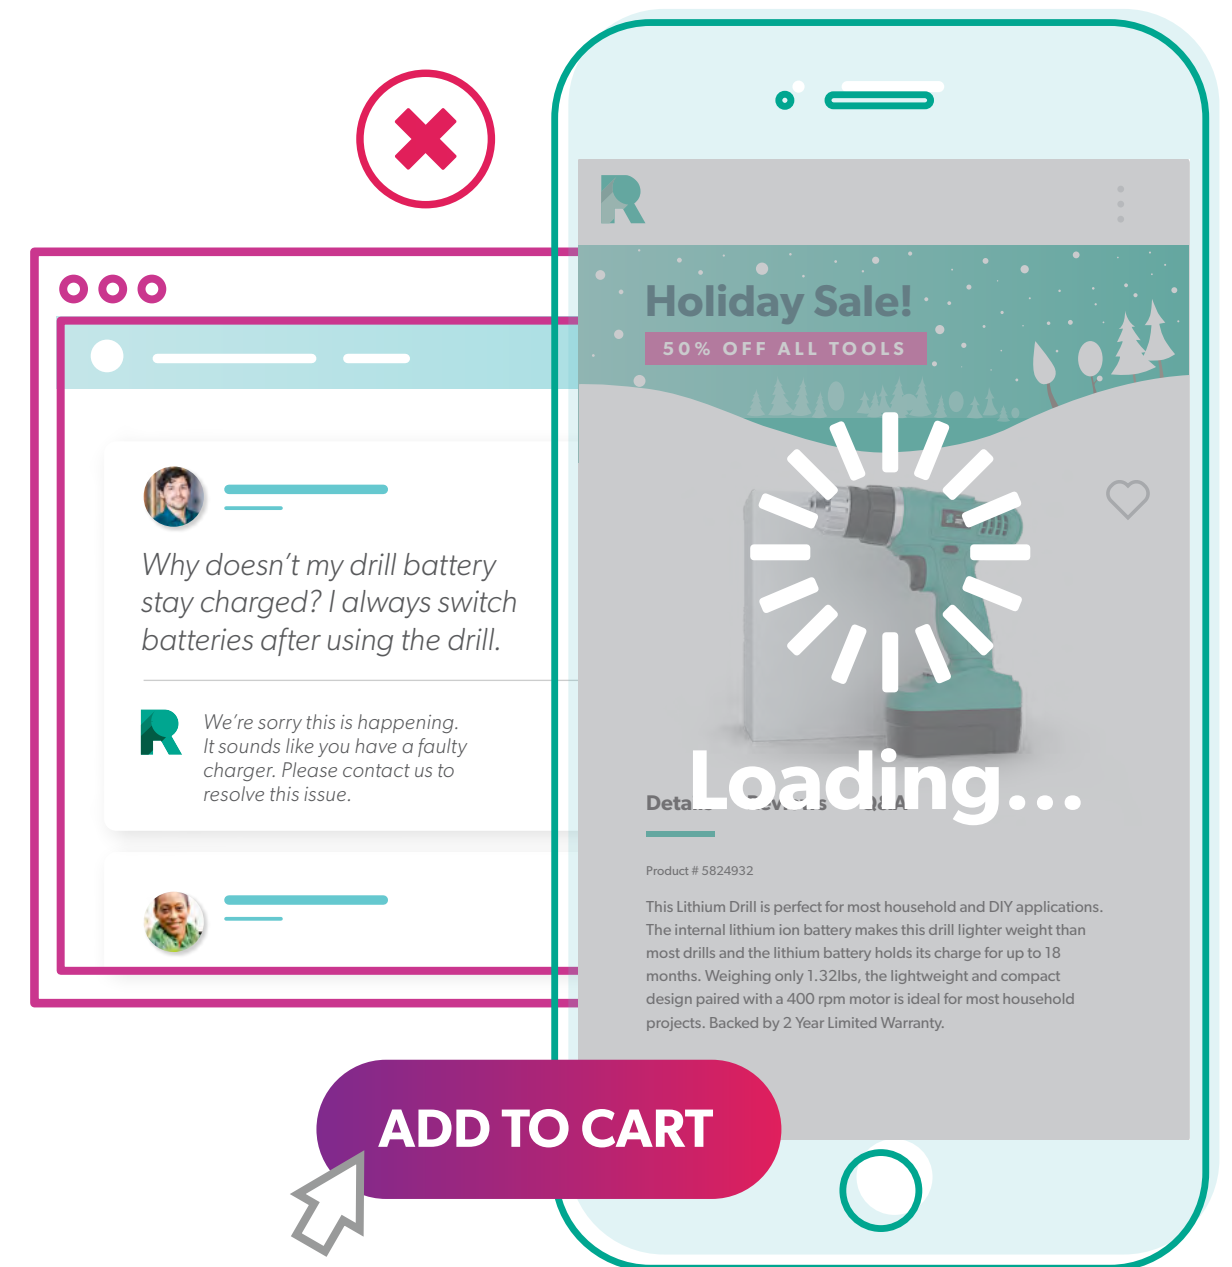 Holiday Sale!
50% OFF ALL TOOLS
Why doesn't my drill battery
stay charged? I always switch
batteries after using the drill.
R
We're sorry this is happening.
It sounds like you have a faulty
charger. Please contact us to
resolve this issue.
R
Loading...
Details Reviews Q&A
Product # 5824932
This Lithium Drill is perfect for most household and DIY applications.
The internal lithium ion battery makes this drill lighter weight than
most drills and the lithium battery holds its charge for up to 18
months. Weighing only 1.32lbs, the lightweight and compact
design paired with a 400 rpm motor is ideal for most household
projects. Backed by 2 Year Limited Warranty.
ADD TO CART